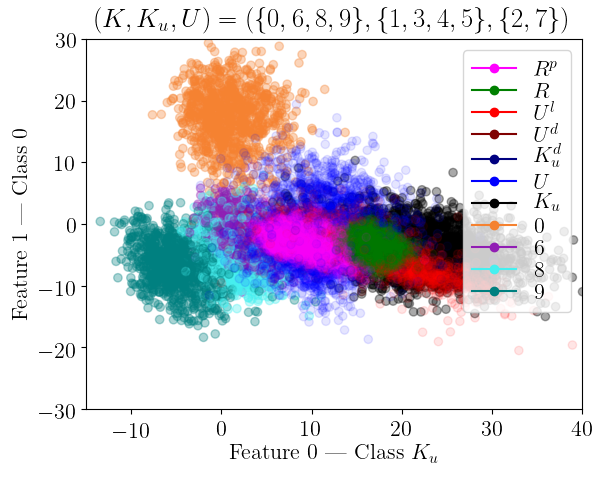 (K, K_u, U) = ({0, 6, 8, 9}, {1, 3, 4, 5}, {2, 7})
Feature 1 — Class 0
30
20
10
0
−10
−20
−30
R^p
R
U^l
U^d
K_u^d
U
K_u
0
6
8
9
−10 0 10 20 30 40
Feature 0 — Class K_u